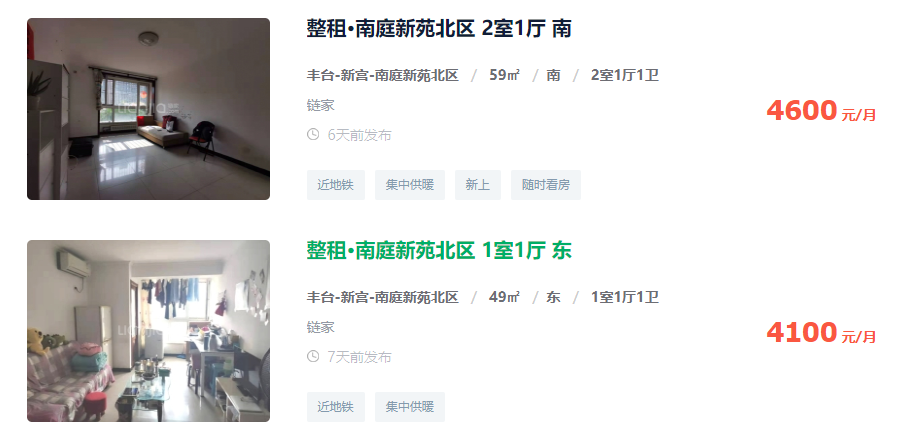 整租·南庭新苑北区 2室1厅 南
丰台-新宫-南庭新苑北区 / 59㎡ / 南 / 2室1厅1卫
链家
4600 元/月
6天前发布
近地铁 集中供暖 新上 随时看房
整租·南庭新苑北区 1室1厅 东
丰台-新宫-南庭新苑北区 / 49㎡ / 东 / 1室1厅1卫
链家
4100 元/月
7天前发布
近地铁 集中供暖